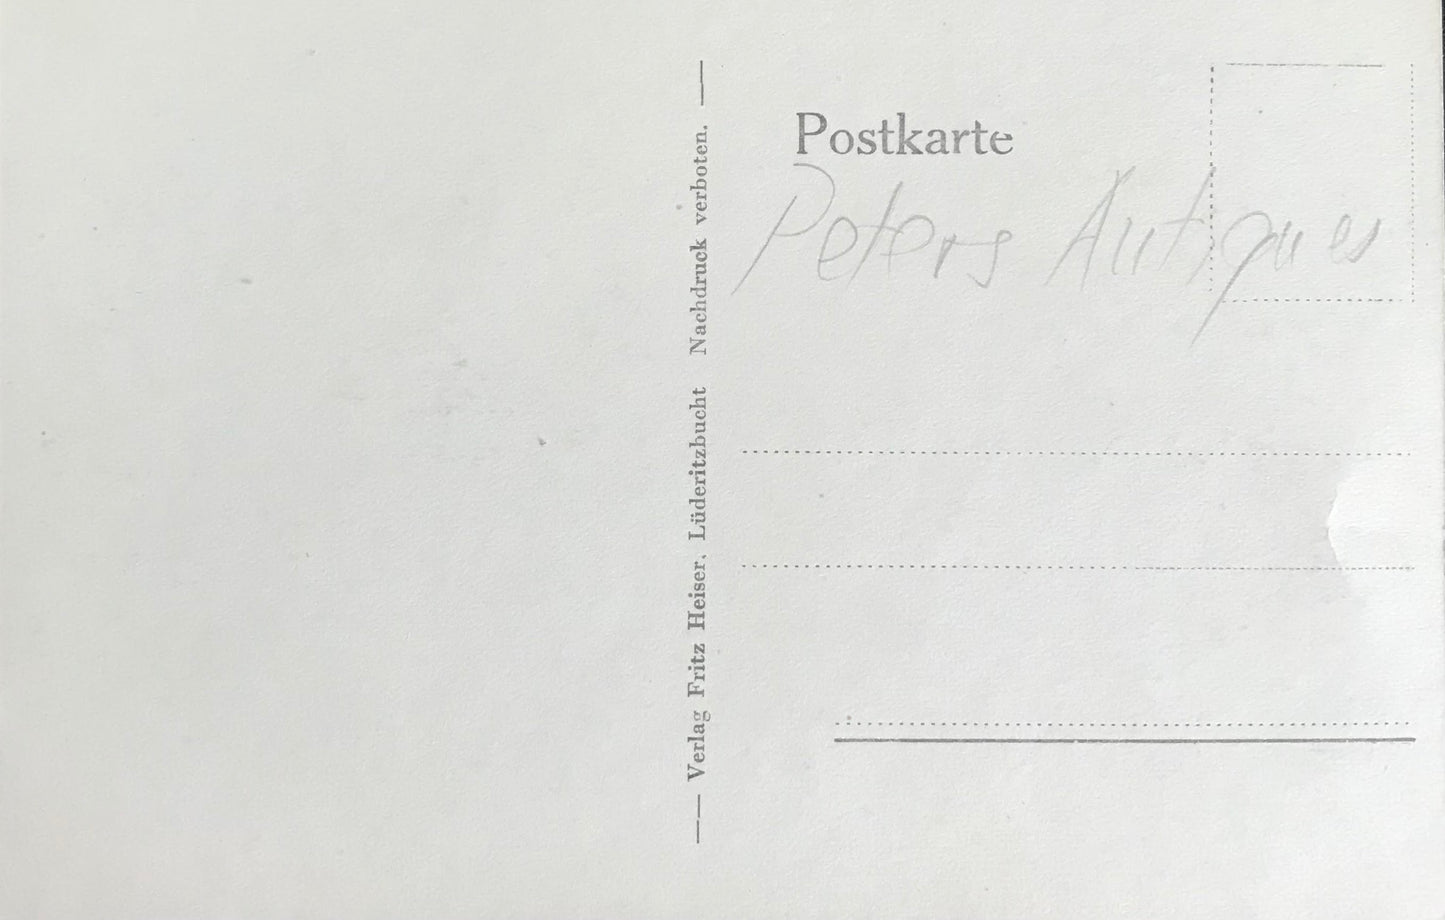 Verlag Fritz Heiser, Lüderitzbucht Nachdruck verboten.
Postkarte
Peters Antiques